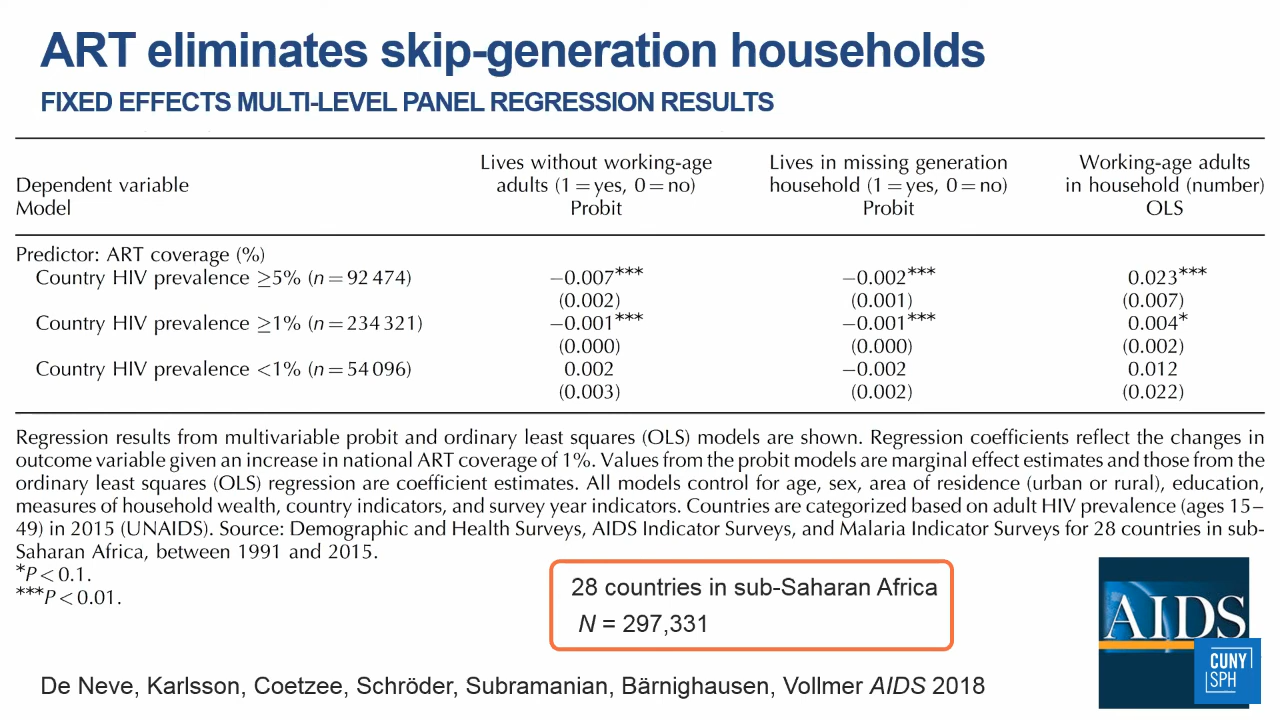 ART eliminates skip-generation households
FIXED EFFECTS MULTI-LEVEL PANEL REGRESSION RESULTS
Dependent variable
Model
Lives without working-age
adults (1 = yes, 0 = no)
Probit
Lives in missing generation
household (1 = yes, 0 = no)
Probit
Working-age adults
in household (number)
OLS
Predictor: ART coverage (%)
Country HIV prevalence ≥5% (n = 92 474) −0.007*** −0.002*** 0.023***
(0.002) (0.001) (0.007)
Country HIV prevalence ≥1% (n = 234 321) −0.001*** −0.001*** 0.004*
(0.000) (0.000) (0.002)
Country HIV prevalence <1% (n = 54 096) 0.002 −0.002 0.012
(0.003) (0.002) (0.022)
Regression results from multivariable probit and ordinary least squares (OLS) models are shown. Regression coefficients reflect the changes in
outcome variable given an increase in national ART coverage of 1%. Values from the probit models are marginal effect estimates and those from the
ordinary least squares (OLS) regression are coefficient estimates. All models control for age, sex, area of residence (urban or rural), education,
measures of household wealth, country indicators, and survey year indicators. Countries are categorized based on adult HIV prevalence (ages 15–
49) in 2015 (UNAIDS). Source: Demographic and Health Surveys, AIDS Indicator Surveys, and Malaria Indicator Surveys for 28 countries in sub-
Saharan Africa, between 1991 and 2015.
*P < 0.1.
***P < 0.01.
28 countries in sub-Saharan Africa
N = 297,331
AIDS
CUNY
SPH
De Neve, Karlsson, Coetzee, Schröder, Subramanian, Bärnighausen, Vollmer AIDS 2018